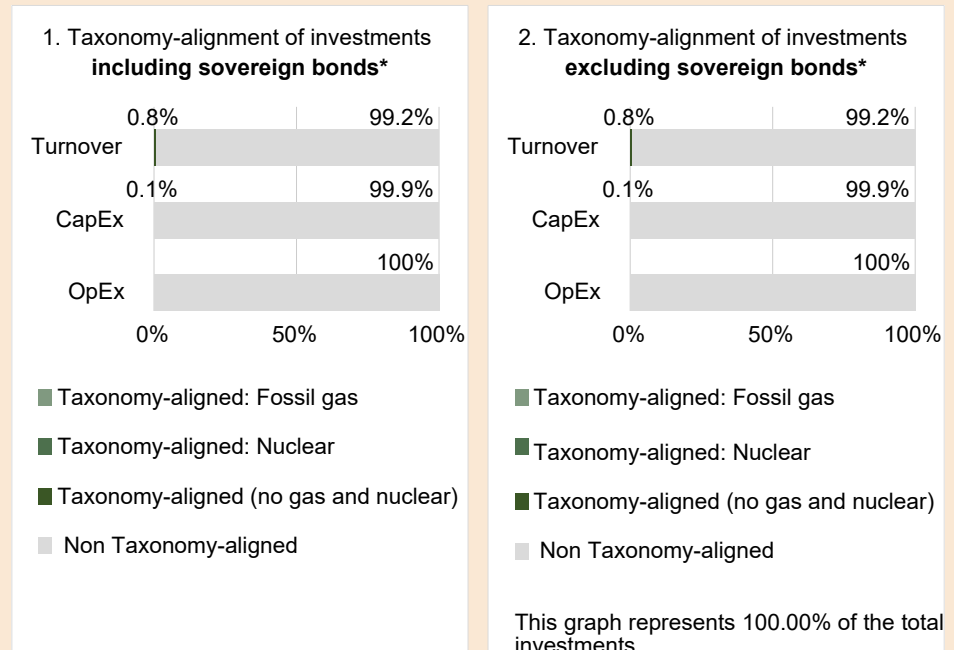 1. Taxonomy-alignment of investments
including sovereign bonds*
0.8% 99.2%
Turnover
0.1% 99.9%
CapEx
100%
OpEx
0% 50% 100%
Taxonomy-aligned: Fossil gas
Taxonomy-aligned: Nuclear
Taxonomy-aligned (no gas and nuclear)
Non Taxonomy-aligned
2. Taxonomy-alignment of investments
excluding sovereign bonds*
0.8% 99.2%
Turnover
0.1% 99.9%
CapEx
100%
OpEx
0% 50% 100%
Taxonomy-aligned: Fossil gas
Taxonomy-aligned: Nuclear
Taxonomy-aligned (no gas and nuclear)
Non Taxonomy-aligned
This graph represents 100.00% of the total
investments